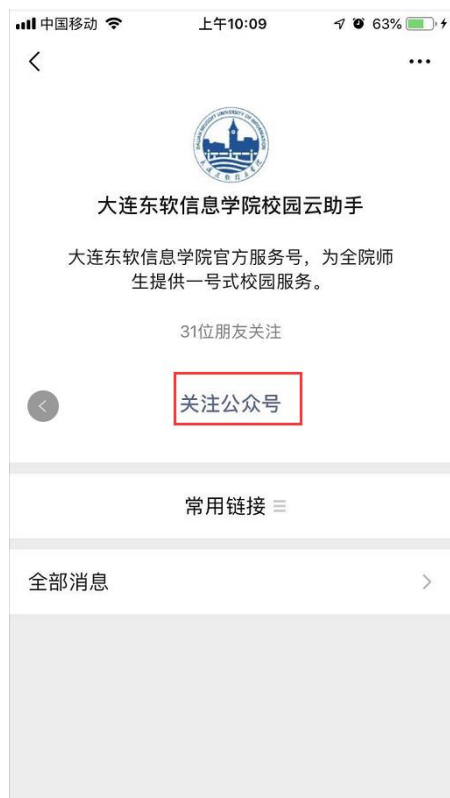 中国移动 上午10:09 63%
大连东软信息学院校园云助手
大连东软信息学院官方服务号，为全院师
生提供一号式校园服务。
31位朋友关注
关注公众号
常用链接
全部消息